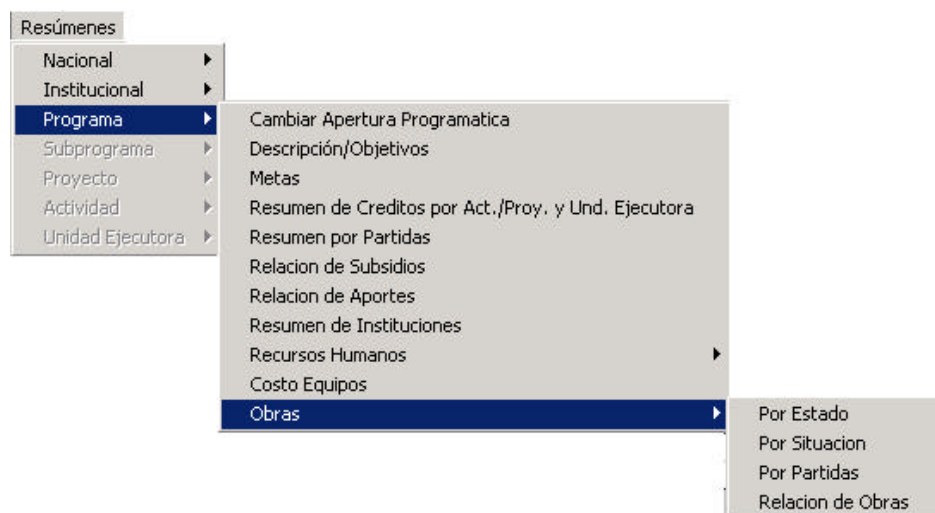 Resúmenes
Nacional
Institucional
Programa
Subprograma
Proyecto
Actividad
Unidad Ejecutora
Cambiar Apertura Programatica
Descripción/Objetivos
Metas
Resumen de Creditos por Act./Proy. y Und. Ejecutora
Resumen por Partidas
Relacion de Subsidios
Relacion de Aportes
Resumen de Instituciones
Recursos Humanos
Costo Equipos
Obras
Por Estado
Por Situacion
Por Partidas
Relacion de Obras